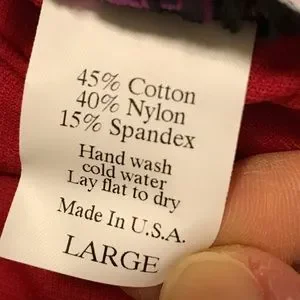 45% Cotton
40% Nylon
15% Spandex
Hand wash
cold water
Lay flat to dry
Made In U.S.A.
LARGE